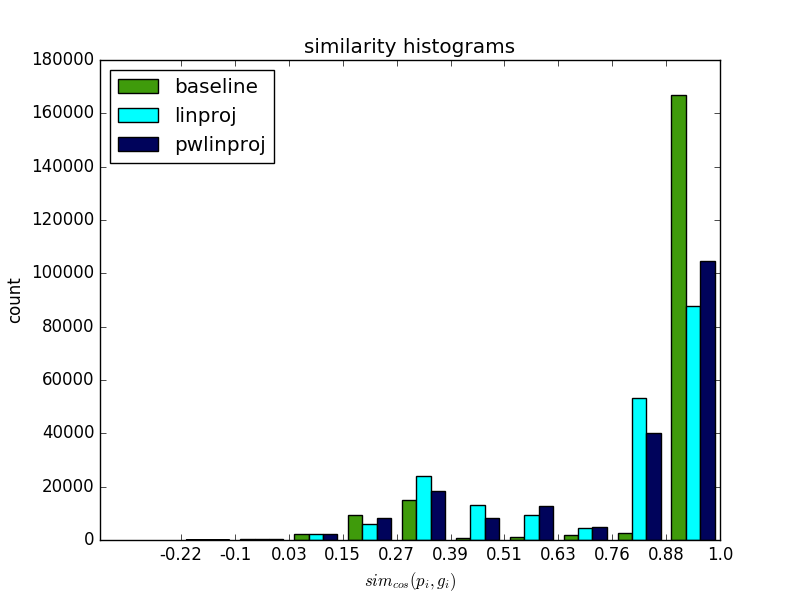 similarity histograms
180000
160000
140000
120000
100000
80000
60000
40000
20000
0
baseline
linproj
pwlinproj
count
-0.22 -0.1 0.03 0.15 0.27 0.39 0.51 0.63 0.76 0.88 1.0
sim_cos(p_i, g_i)